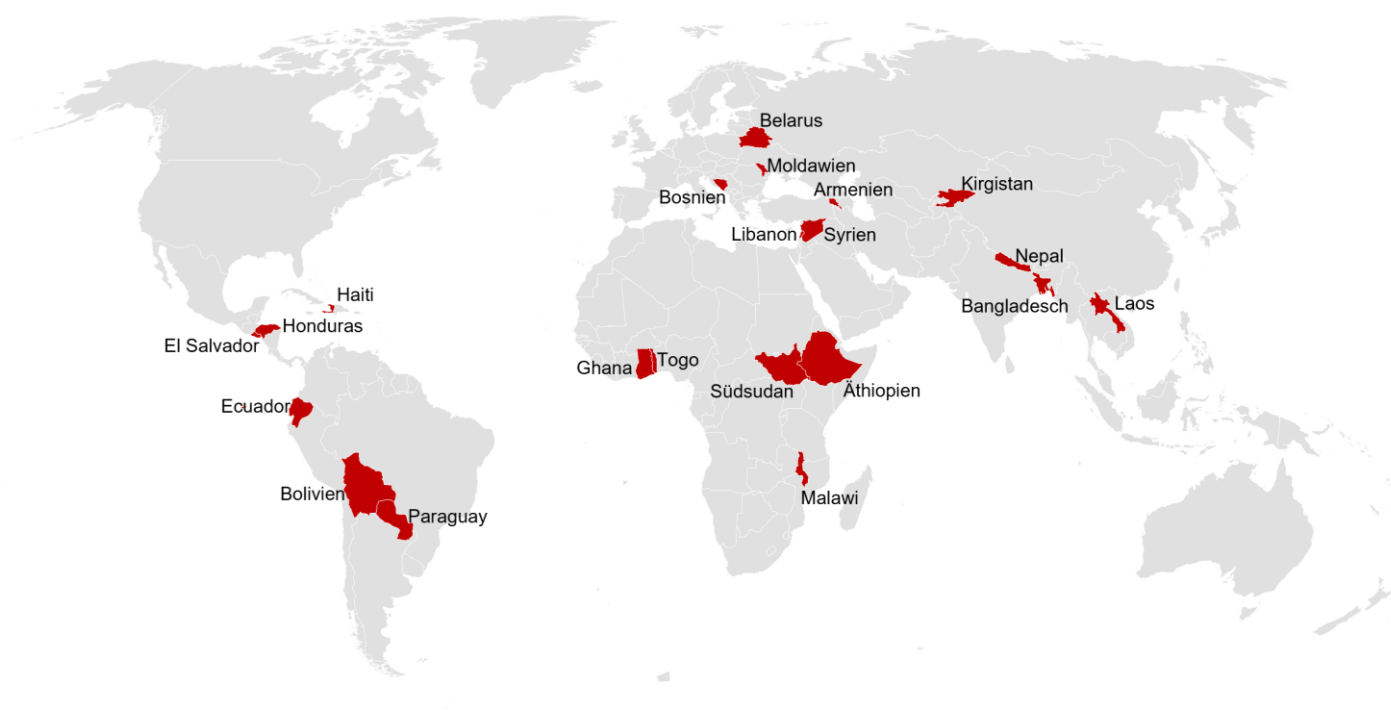 Belarus
Moldawien
Kirgistan
Armenien
Bosnien
Libanon
Syrien
Nepal
Haiti
Bangladesch
Laos
Honduras
El Salvador
Ghana
Togo
Südsudan
Äthiopien
Ecuador
Bolivien
Malawi
Paraguay